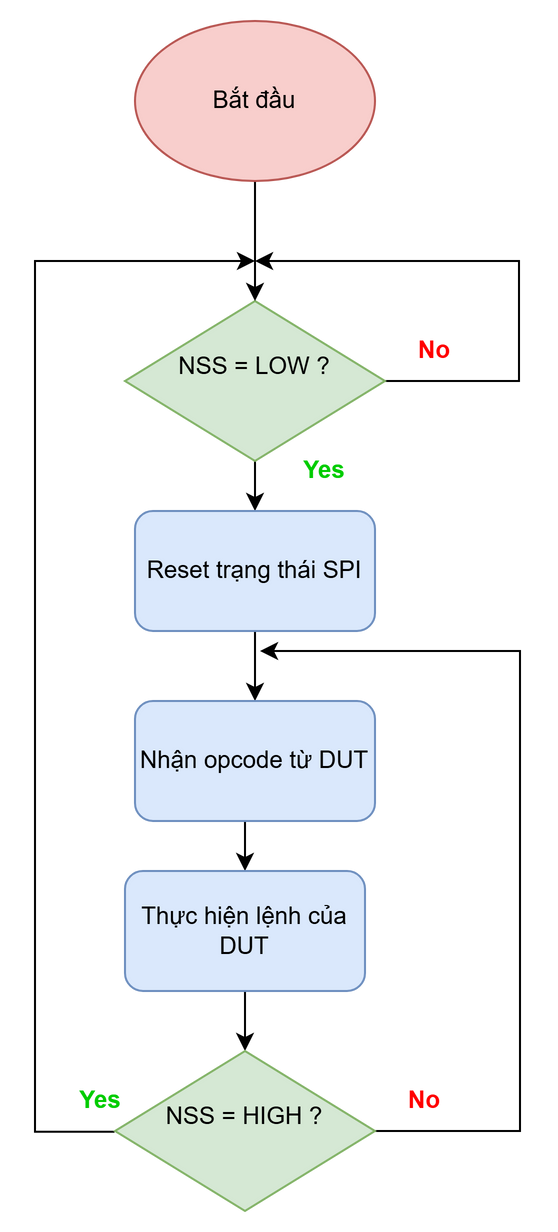 Bắt đầu
NSS = LOW ?
No
Yes
Reset trạng thái SPI
Nhận opcode từ DUT
Thực hiện lệnh của
DUT
Yes
NSS = HIGH ?
No